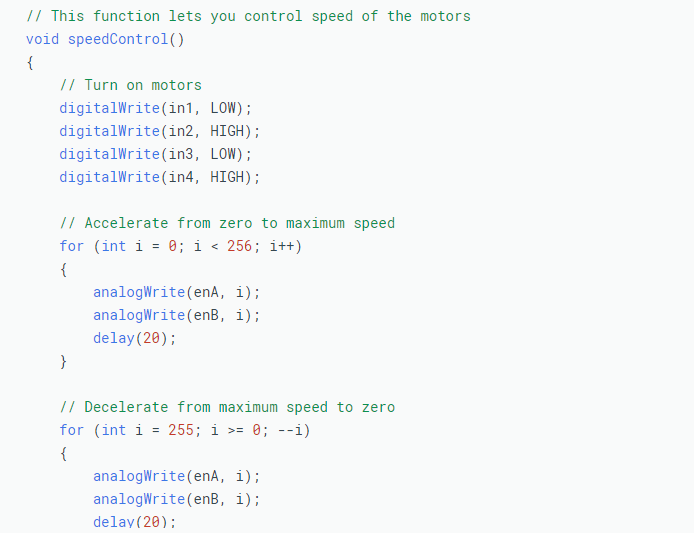 // This function lets you control speed of the motors
void speedControl()
{
// Turn on motors
digitalWrite(in1, LOW);
digitalWrite(in2, HIGH);
digitalWrite(in3, LOW);
digitalWrite(in4, HIGH);
// Accelerate from zero to maximum speed
for (int i = 0; i < 256; i++)
{
analogWrite(enA, i);
analogWrite(enB, i);
delay(20);
}
// Decelerate from maximum speed to zero
for (int i = 255; i >= 0; --i)
{
analogWrite(enA, i);
analogWrite(enB, i);
delay(20);